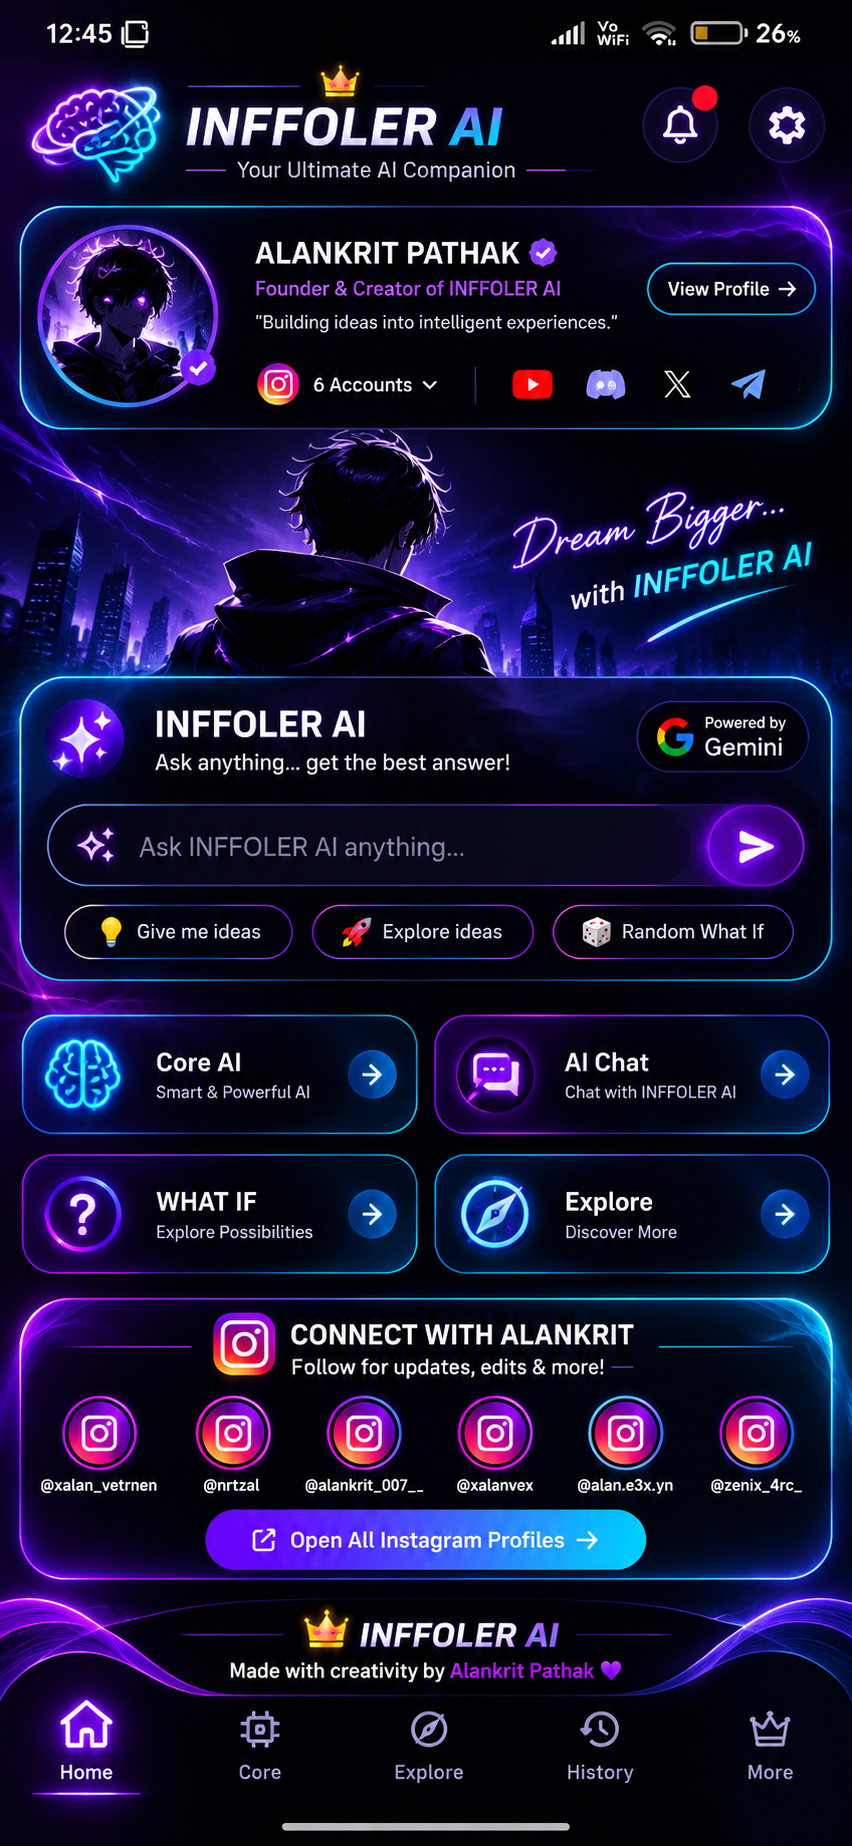 12:45
Vo
WiFi
26%
INFFOLER AI
Your Ultimate AI Companion
ALANKRIT PATHAK
Founder & Creator of INFFOLER AI
"Building ideas into intelligent experiences."
View Profile →
6 Accounts
Dream Bigger...
with INFFOLER AI
INFFOLER AI
Ask anything... get the best answer!
Powered by
Gemini
Ask INFFOLER AI anything...
Give me ideas
Explore ideas
Random What If
Core AI
Smart & Powerful AI
AI Chat
Chat with INFFOLER AI
WHAT IF
Explore Possibilities
Explore
Discover More
CONNECT WITH ALANKRIT
Follow for updates, edits & more!
@xalan_vetrnen
@nrtzal
@alankrit_007__
@xalanvex
@alan.e3x.yn
@zenix_4rc_
Open All Instagram Profiles →
INFFOLER AI
Made with creativity by Alankrit Pathak 💜
Home
Core
Explore
History
More